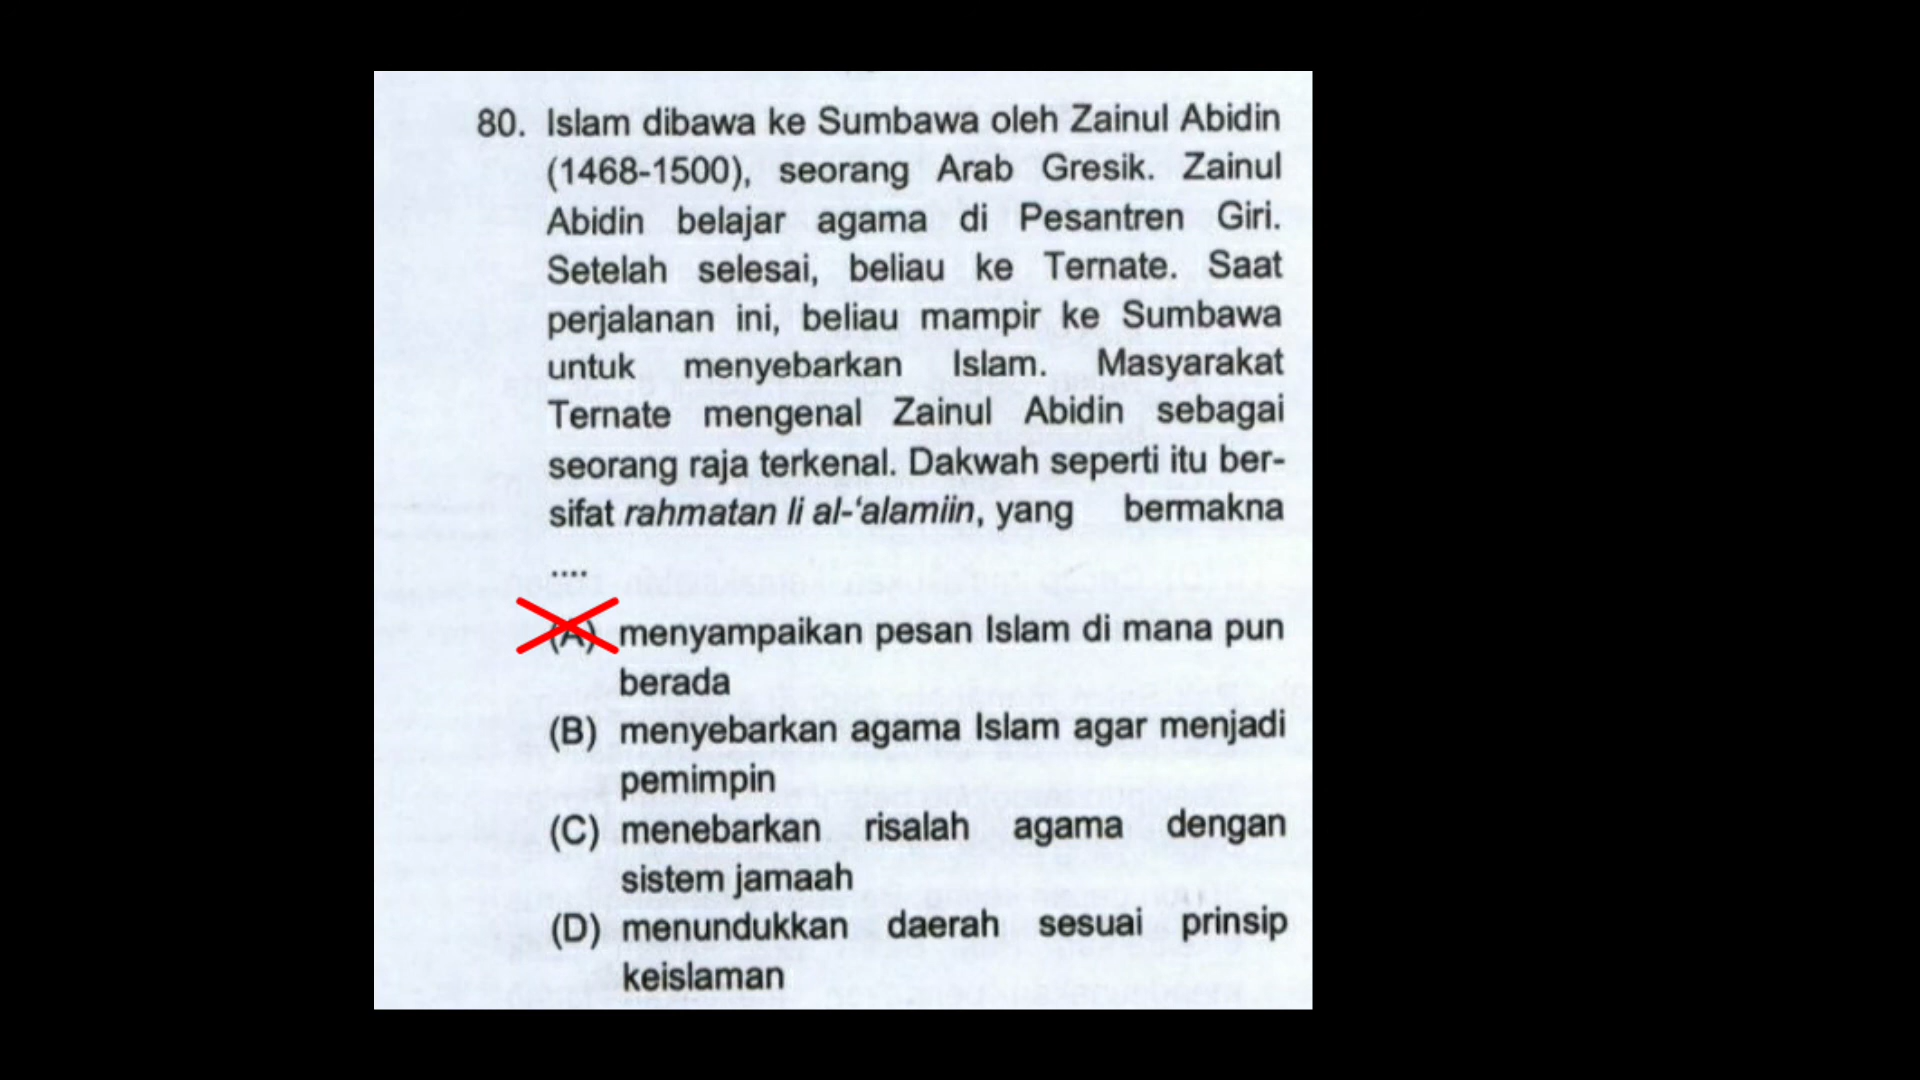 80. Islam dibawa ke Sumbawa oleh Zainul Abidin
(1468-1500), seorang Arab Gresik. Zainul
Abidin belajar agama di Pesantren Giri.
Setelah selesai, beliau ke Ternate. Saat
perjalanan ini, beliau mampir ke Sumbawa
untuk menyebarkan Islam. Masyarakat
Ternate mengenal Zainul Abidin sebagai
seorang raja terkenal. Dakwah seperti itu ber-
sifat rahmatan li al-‘alamiin, yang bermakna
....
(A) menyampaikan pesan Islam di mana pun
berada
(B) menyebarkan agama Islam agar menjadi
pemimpin
(C) menebarkan risalah agama dengan
sistem jamaah
(D) menundukkan daerah sesuai prinsip
keislaman